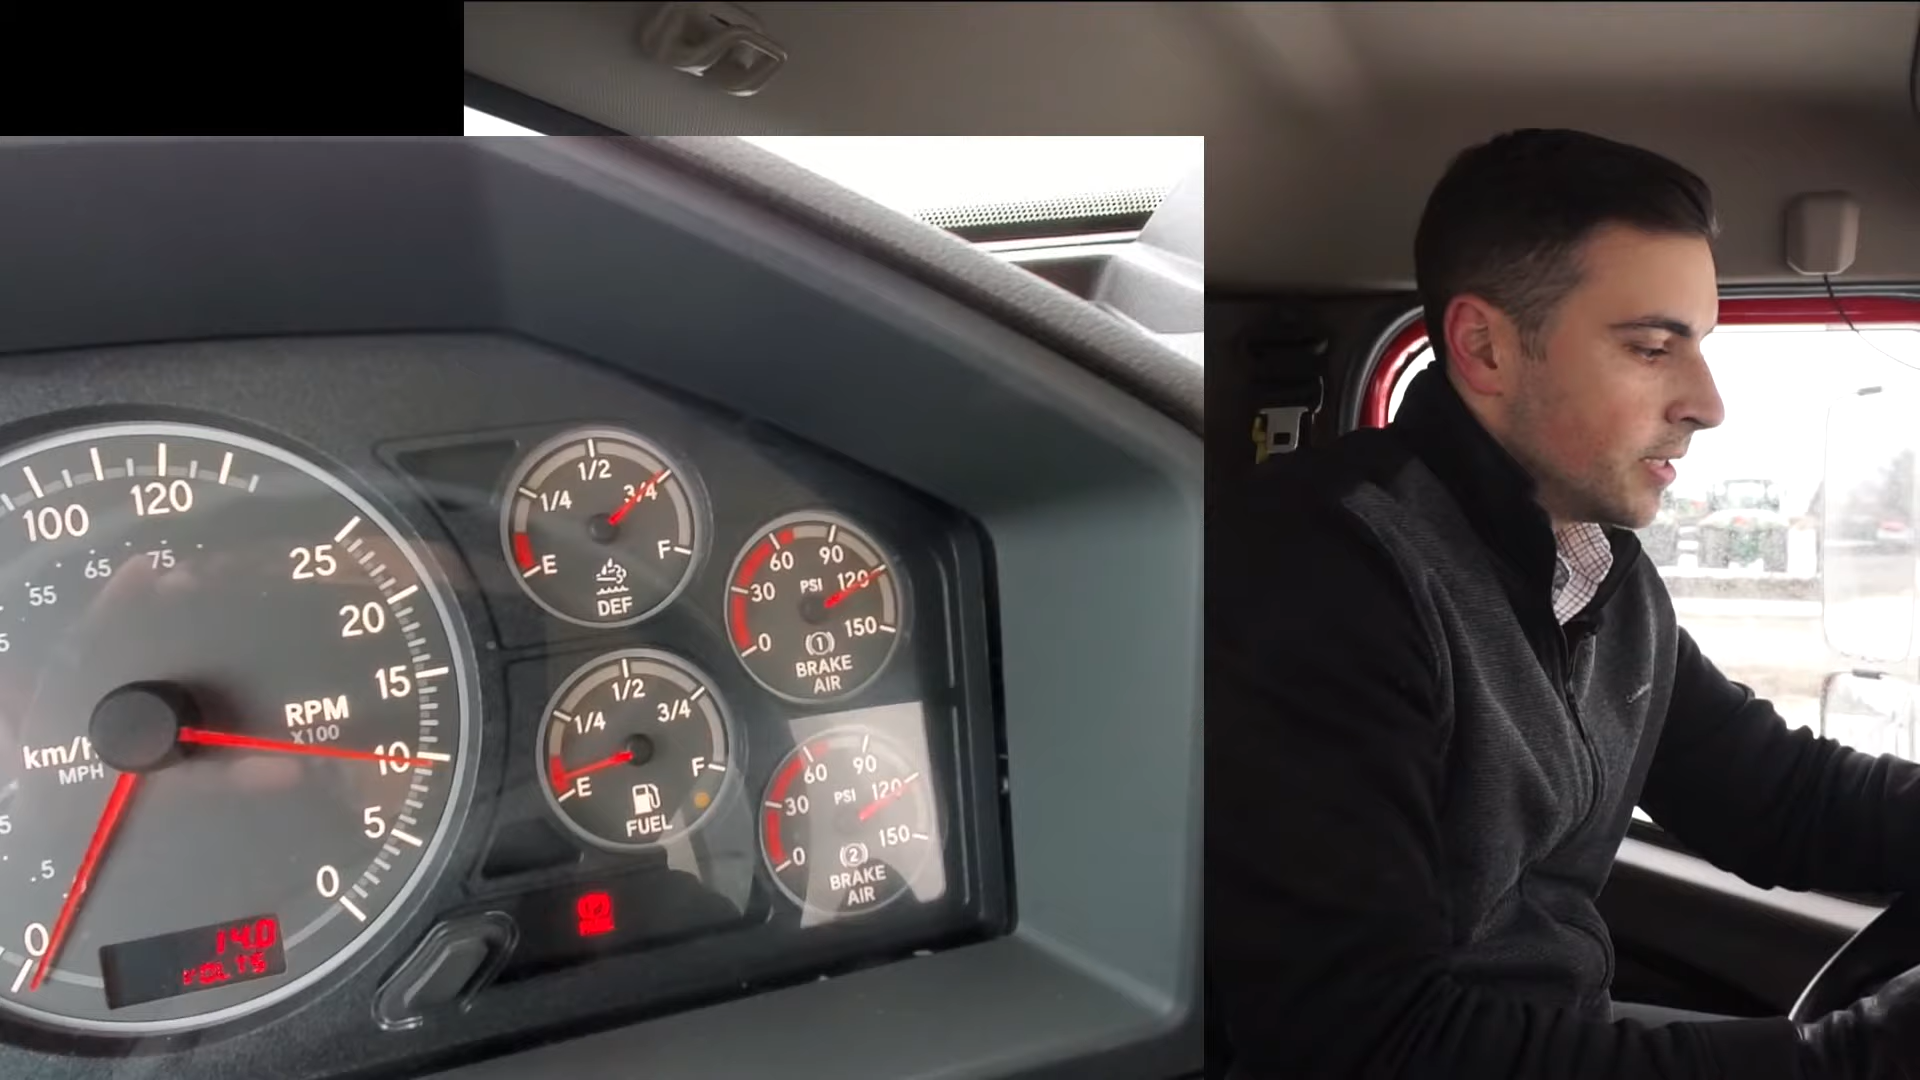 100
120
55
65
75
25
20
15
10
5
0
RPM
X100
km/h
MPH
5
.5
0
14.0
VOLTS
1/4
1/2
3/4
E
F
DEF
30
60
90
120
PSI
0
150
(1)
BRAKE
AIR
1/4
1/2
3/4
E
F
FUEL
30
60
90
120
PSI
0
150
(2)
BRAKE
AIR